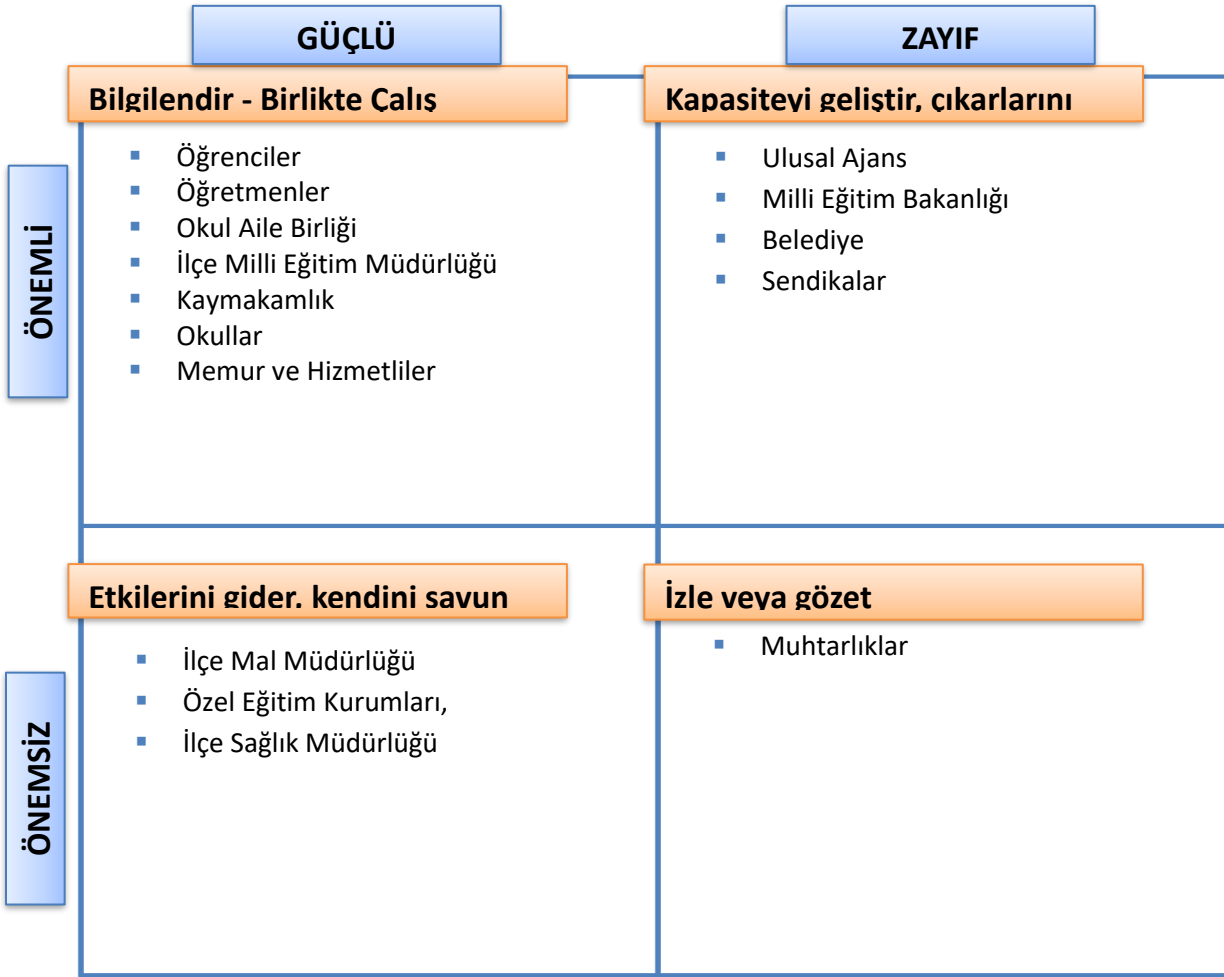 GÜÇLÜ
ZAYIF
Bilgilendir - Birlikte Çalış
Kapasiteyi geliştir, çıkarlarını
ÖNEMLİ
Öğrenciler
Öğretmenler
Okul Aile Birliği
İlçe Milli Eğitim Müdürlüğü
Kaymakamlık
Okullar
Memur ve Hizmetliler
Ulusal Ajans
Milli Eğitim Bakanlığı
Belediye
Sendikalar
Etkilerini gider, kendini savun
İzle veya gözet
ÖNEMSİZ
İlçe Mal Müdürlüğü
Özel Eğitim Kurumları,
İlçe Sağlık Müdürlüğü
Muhtarlıklar